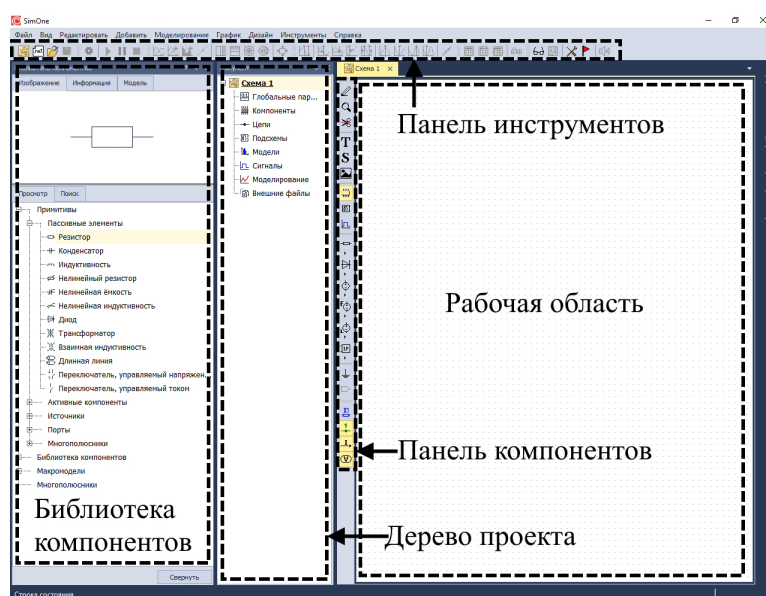 SimOne
Файл Вид Редактировать Добавить Моделирование График Дизайн Инструменты Справка
Схема 1
Изображение Информация Модель
Просмотр Поиск
Примитивы
Пассивные элементы
Резистор
Конденсатор
Индуктивность
Нелинейный резистор
Нелинейная ёмкость
Нелинейная индуктивность
Диод
Трансформатор
Взаимная индуктивность
Длинная линия
Переключатель, управляемый напряжен...
Переключатель, управляемый током
Активные компоненты
Источники
Порты
Многополюсники
Библиотека компонентов
Макромодели
Многополюсники
Библиотека
компонентов
Свернуть
Схема 1
Глобальные пар...
Компоненты
Цепи
Подсхемы
Модели
Сигналы
Моделирование
Внешние файлы
T
S
Панель инструментов
Рабочая область
Панель компонентов
Дерево проекта
Строка состояния